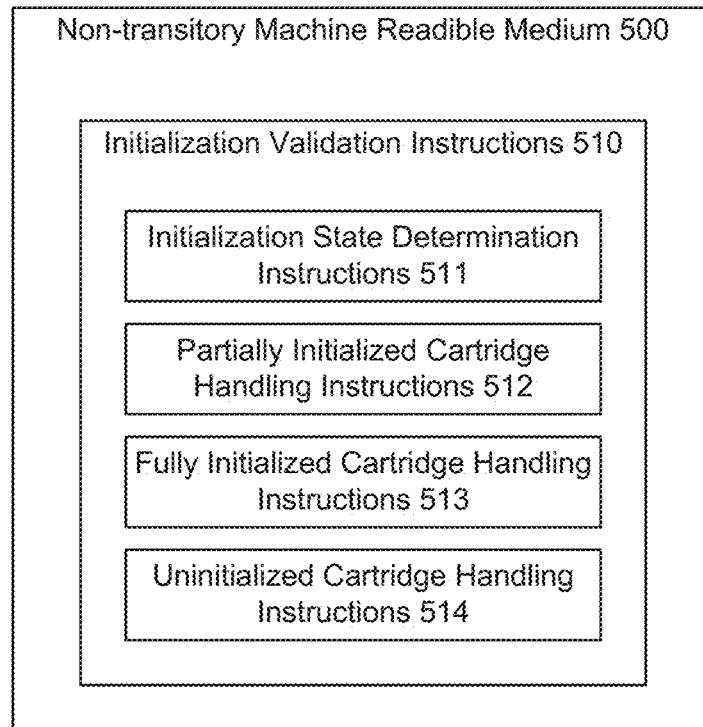 Non-transitory Machine Readible Medium 500
Initialization Validation Instructions 510
Initialization State Determination
Instructions 511
Partially Initialized Cartridge
Handling Instructions 512
Fully Initialized Cartridge Handling
Instructions 513
Uninitialized Cartridge Handling
Instructions 514